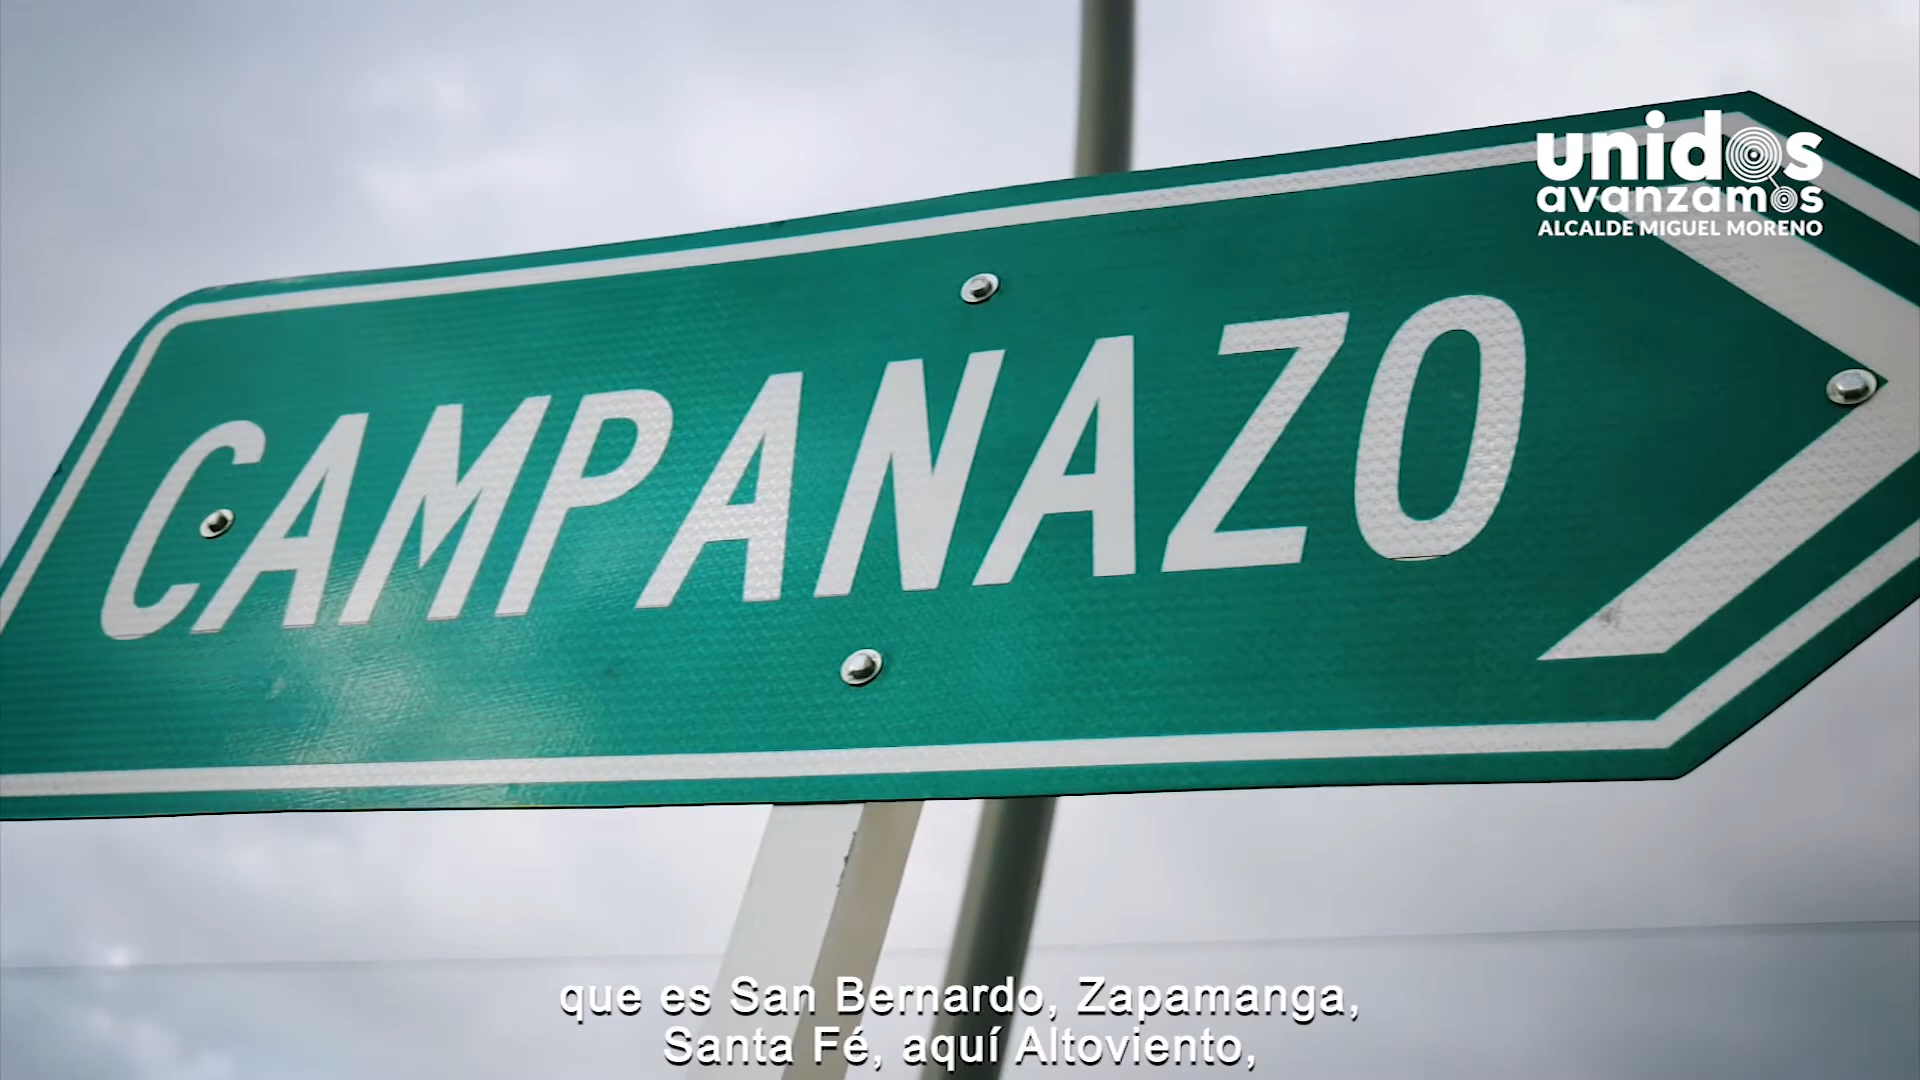 unidos
avanzamos
ALCALDE MIGUEL MORENO
CAMPANAZO
que es San Bernardo, Zapamanga,
Santa Fé, aquí Altoviento,